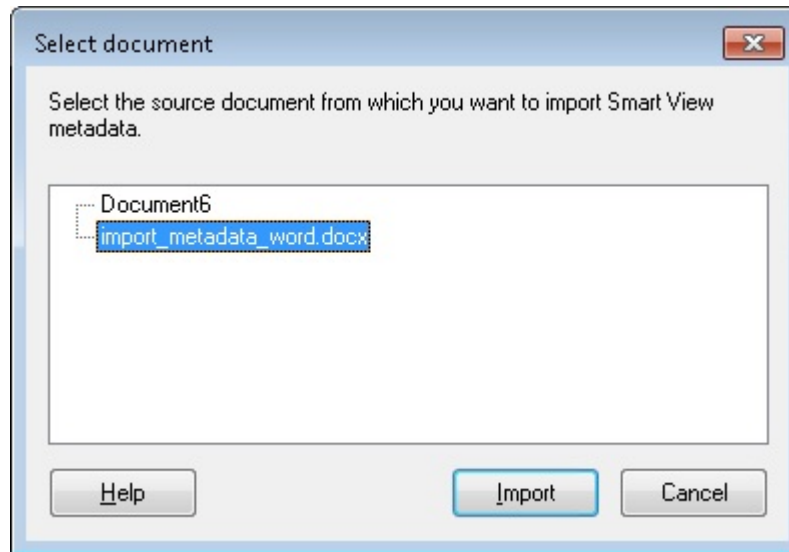 Select document
Select the source document from which you want to import Smart View
metadata.
Document6
import_metadata_word.docx
Help
Import
Cancel